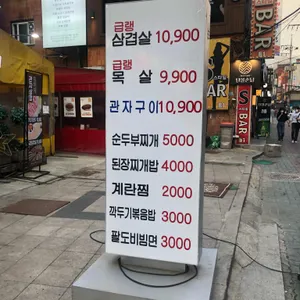 급랭
삼겹살 10,900
급랭
목살 9,900
관자구이 10,900
순두부찌개 5000
된장찌개밥 4000
계란찜 2000
깍두기볶음밥 3000
팔도비빔면 3000
BAR
BAR
BAR